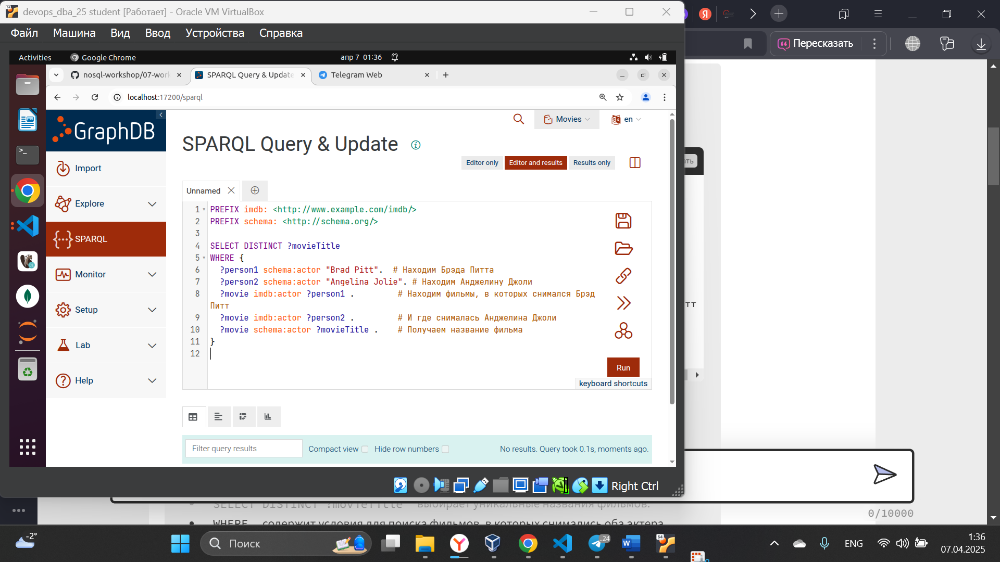 devops_dba_25 student [Работает] - Oracle VM VirtualBox
Файл Машина Вид Ввод Устройства Справка
Пересказать
Activities Google Chrome апр 7 01:36
nosql-workshop/07-work SPARQL Query & Update Telegram Web
localhost:17200/sparql
GraphDB
Movies en
SPARQL Query & Update
Editor only Editor and results Results only
Import
Explore
SPARQL
Monitor
Setup
Lab
Help
Unnamed
1 PREFIX imdb: <http://www.example.com/imdb/>
2 PREFIX schema: <http://schema.org/>
3
4 SELECT DISTINCT ?movieTitle
5 WHERE {
6 ?person1 schema:actor "Brad Pitt". # Находим Брэда Питта
7 ?person2 schema:actor "Angelina Jolie". # Находим Анджелину Джоли
8 ?movie imdb:actor ?person1 . # Находим фильмы, в которых снимался Брэд
Питт
9 ?movie imdb:actor ?person2 . # И где снималась Анджелина Джоли
10 ?movie schema:actor ?movieTitle . # Получаем название фильма
11 }
12
Run
keyboard shortcuts
Filter query results Compact view Hide row numbers No results. Query took 0.1s, moments ago.
Right Ctrl
SELECT DISTINCT ?movieTitle выбирает уникальные названия фильмов.
WHERE содержит условия для поиска фильмов, в которых снимались оба актера
0/10000
-2°
Поиск
..24
64
ENG
1:36
07.04.2025